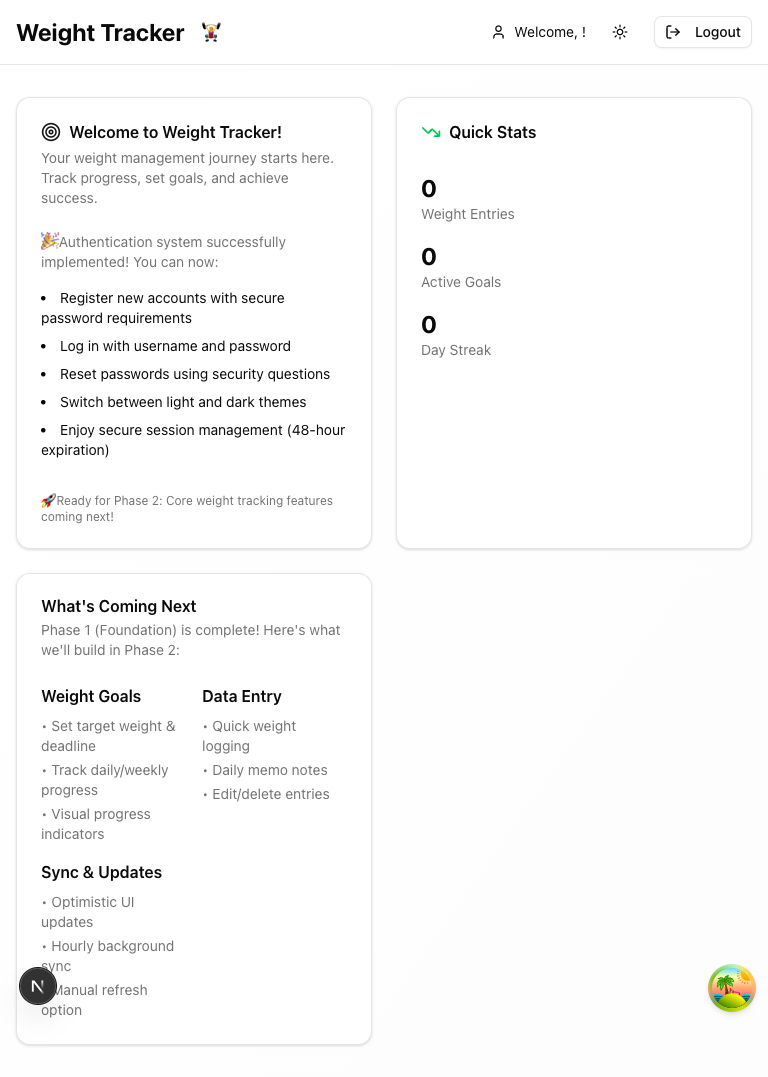 Weight Tracker 🏋️
Welcome, !
Logout
Welcome to Weight Tracker!
Your weight management journey starts here.
Track progress, set goals, and achieve
success.
🎉Authentication system successfully
implemented! You can now:
• Register new accounts with secure
password requirements
• Log in with username and password
• Reset passwords using security questions
• Switch between light and dark themes
• Enjoy secure session management (48-hour
expiration)
🚀Ready for Phase 2: Core weight tracking features
coming next!
Quick Stats
0
Weight Entries
0
Active Goals
0
Day Streak
What's Coming Next
Phase 1 (Foundation) is complete! Here's what
we'll build in Phase 2:
Weight Goals
• Set target weight &
deadline
• Track daily/weekly
progress
• Visual progress
indicators
Data Entry
• Quick weight
logging
• Daily memo notes
• Edit/delete entries
Sync & Updates
• Optimistic UI
updates
• Hourly background
sync
Manual refresh
option
N